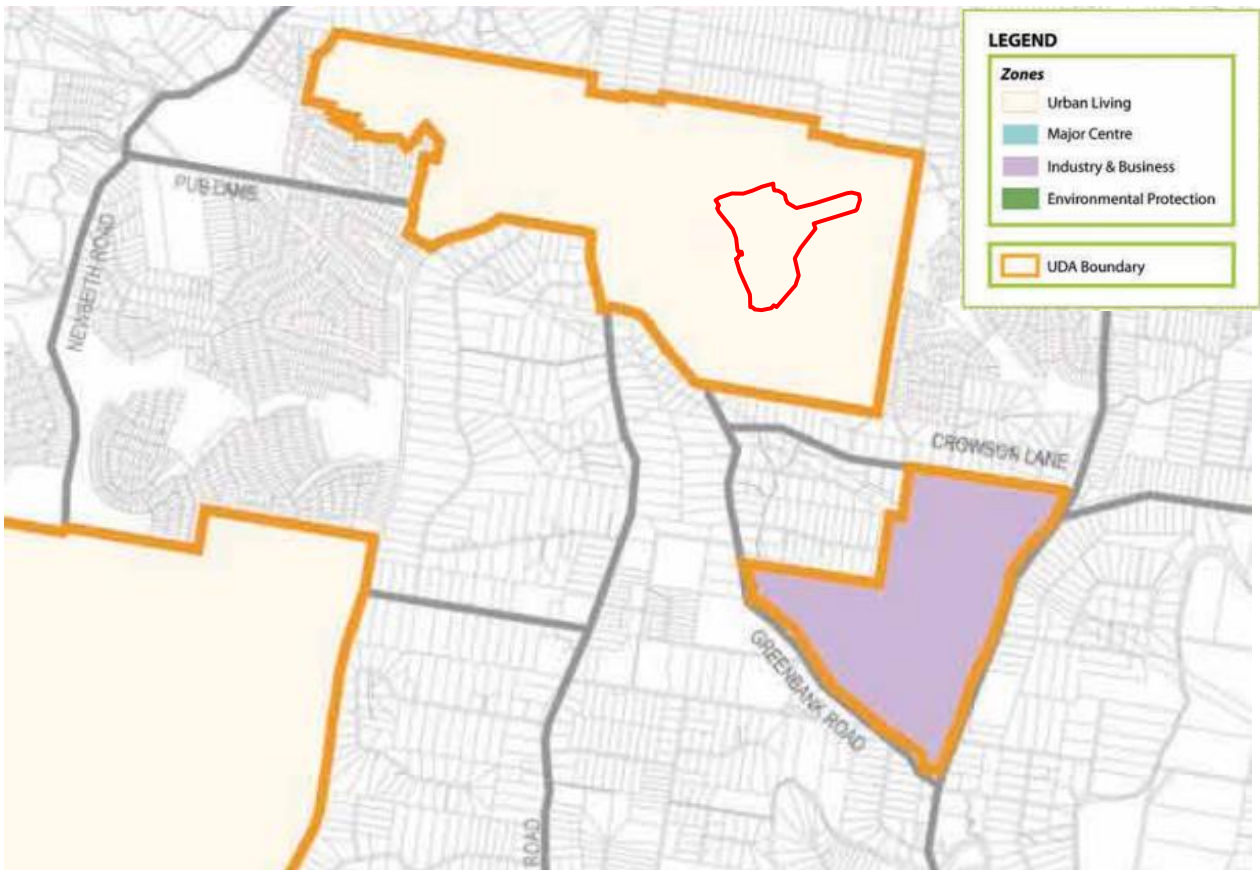 LEGEND
Zones
Urban Living
Major Centre
Industry & Business
Environmental Protection
UDA Boundary
PUB LANE
NEWBEITH ROAD
CROWSON LANE
GREENBANK ROAD
ROAD